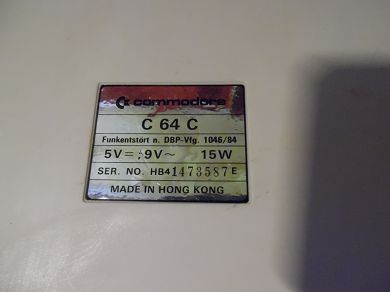 commodore
C 64 C
Funkentstört n. DBP-Vfg. 1046/84
5V=;9V~ 15W
SER. NO. HB41473587E
MADE IN HONG KONG